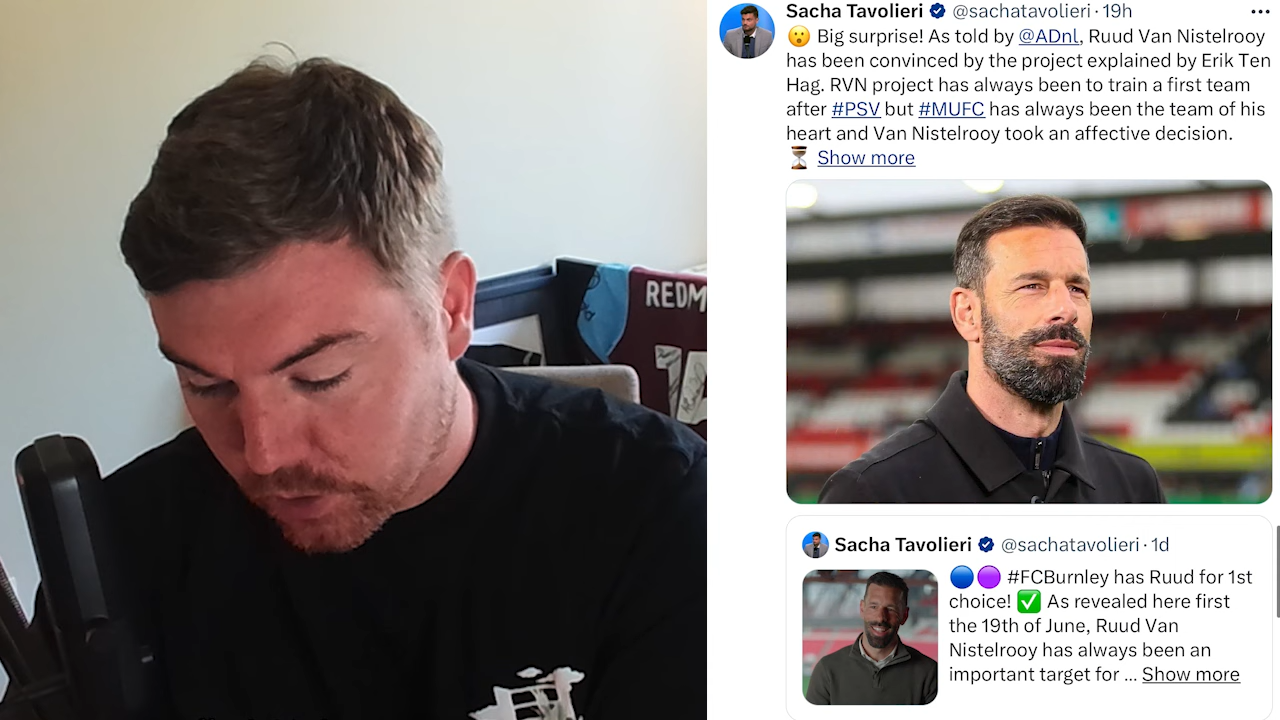 REDM
Sacha Tavolieri @sachatavolieri · 19h
😮 Big surprise! As told by @ADnl, Ruud Van Nistelrooy
has been convinced by the project explained by Erik Ten
Hag. RVN project has always been to train a first team
after #PSV but #MUFC has always been the team of his
heart and Van Nistelrooy took an affective decision.
⏳ Show more
Sacha Tavolieri @sachatavolieri · 1d
🔵🟣 #FCBurnley has Ruud for 1st
choice! ✅ As revealed here first
the 19th of June, Ruud Van
Nistelrooy has always been an
important target for ... Show more